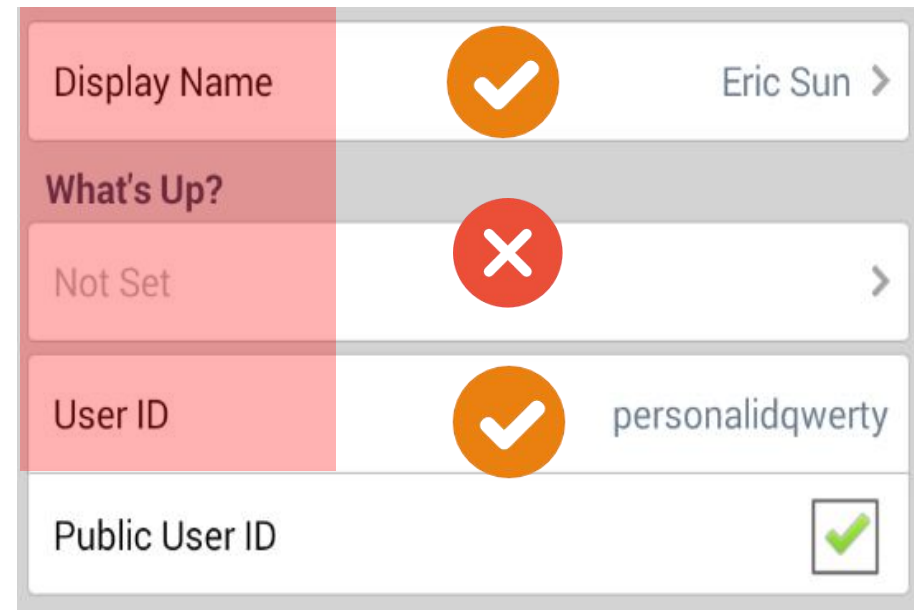 Display Name Eric Sun
What's Up?
Not Set
User ID personalidqwerty
Public User ID